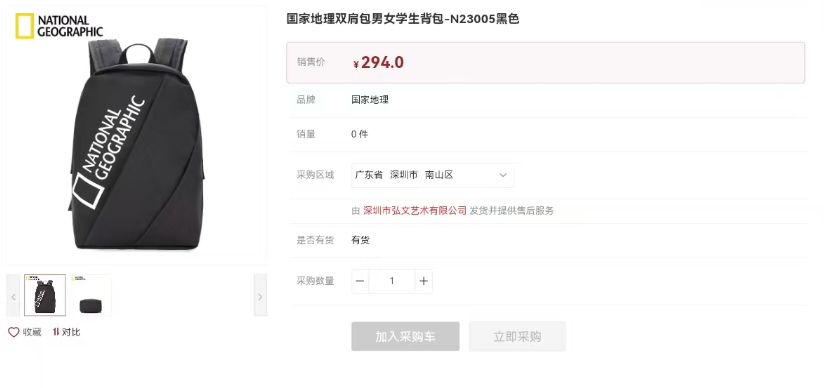 NATIONAL
GEOGRAPHIC
国家地理双肩包男女学生背包-N23005黑色
销售价 ¥294.0
NATIONAL
GEOGRAPHIC
品牌 国家地理
销量 0 件
采购区域 广东省 深圳市 南山区
由 深圳市弘文艺术有限公司 发货并提供售后服务
是否有货 有货
采购数量 1
收藏 对比
加入采购车 立即采购